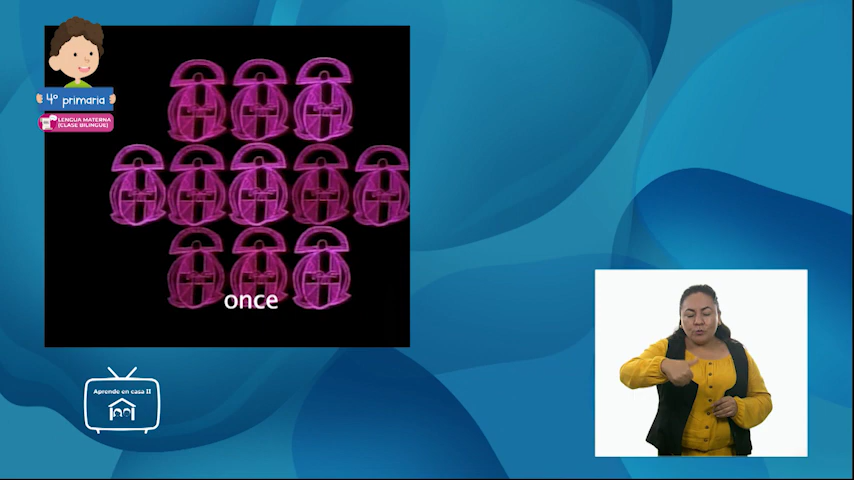 4º primaria
LENGUA MATERNA
(CLASE BILINGÜE)
once
Aprende en casa II